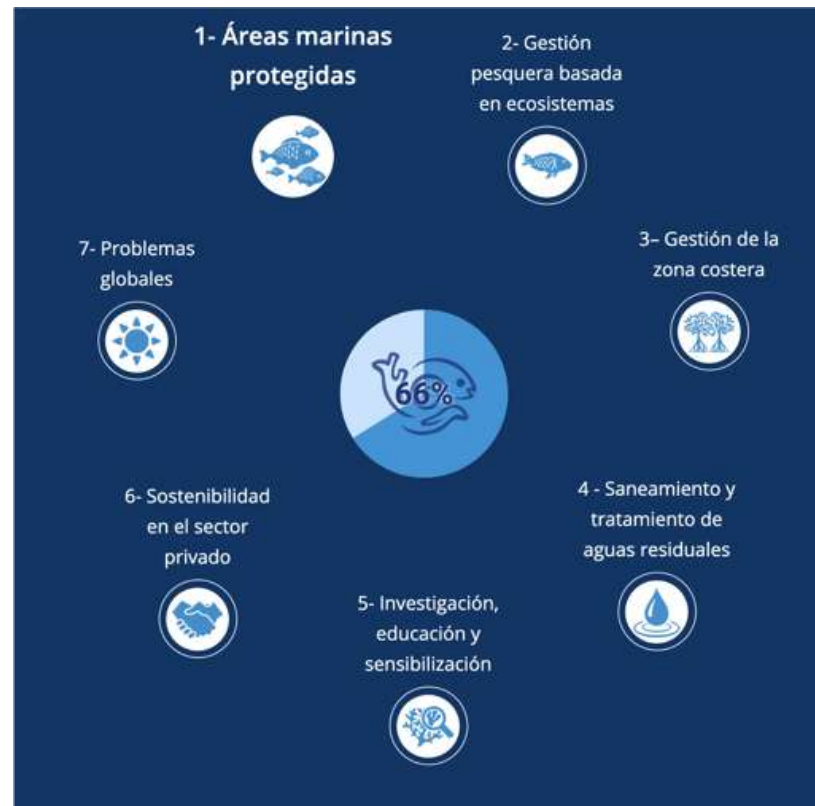 1- Áreas marinas
protegidas
2- Gestión
pesquera basada
en ecosistemas
3– Gestión de la
zona costera
4 - Saneamiento y
tratamiento de
aguas residuales
5- Investigación,
educación y
sensibilización
6- Sostenibilidad
en el sector
privado
7- Problemas
globales
66%